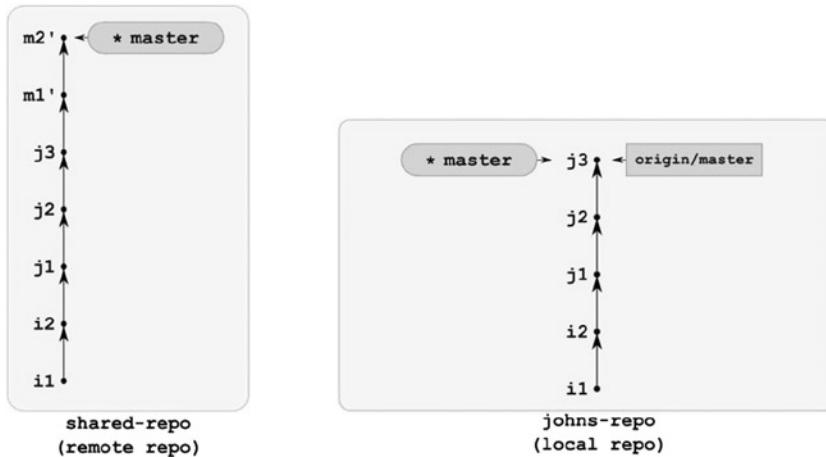 m2'
* master
m1'
j3
j2
j1
i2
i1
shared-repo
(remote repo)
* master
j3
origin/master
j2
j1
i2
i1
johns-repo
(local repo)